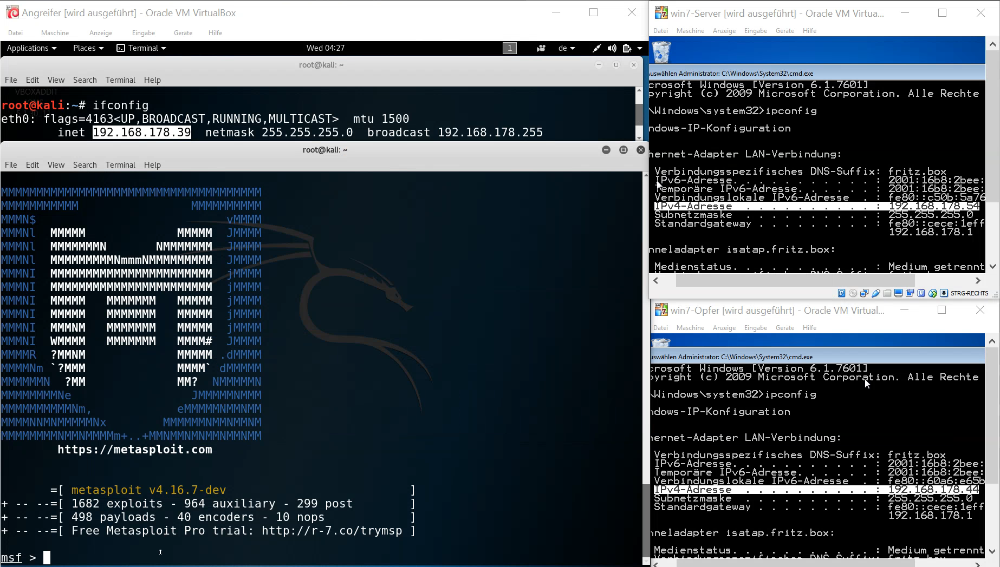 Angreifer [wird ausgeführt] - Oracle VM VirtualBox
Datei Maschine Anzeige Eingabe Geräte Hilfe
Applications Places Terminal Wed 04:27 1 de
root@kali: ~
File Edit View Search Terminal Help
VBOXADDIT
root@kali:~# ifconfig
eth0: flags=4163<UP,BROADCAST,RUNNING,MULTICAST>  mtu 1500
        inet 192.168.178.39  netmask 255.255.255.0  broadcast 192.168.178.255
root@kali: ~
File Edit View Search Terminal Help
MMMMMMMMMMMMMMMMMMMMMMMMMMMMMMMMMMMMM
MMMMMMMMMMM                MMMMMMMMMM
MMMN$                           vMMMM
MMMNl  MMMMM             MMMMM  JMMMM
MMMNl  MMMMMMMN       NMMMMMMM  JMMMM
MMMNl  MMMMMMMMMNmmmNMMMMMMMMM  JMMMM
MMMNI  MMMMMMMMMMMMMMMMMMMMMMM  jMMMM
MMMNI  MMMMMMMMMMMMMMMMMMMMMMM  jMMMM
MMMNI  MMMMM   MMMMMMM   MMMMM  jMMMM
MMMNI  MMMMM   MMMMMMM   MMMMM  jMMMM
MMMNI  MMMNM   MMMMMMM   MMMMM  jMMMM
MMMNI  WMMMM   MMMMMMM   MMMM#  JMMMM
MMMMR  ?MMNM             MMMMM .dMMMM
MMMMNm `?MMM             MMMM` dMMMMM
MMMMMMN  ?MM             MM?  NMMMMMN
MMMMMMMMNe                 JMMMMMNMMM
MMMMMMMMMMNm,            eMMMMMNMMNMM
MMMMNNMNMMMMMNx        MMMMMMNMMNMMNM
MMMMMMMMNMMNMMMMm+..+MMNMMNMNMMNMMNMM
        https://metasploit.com
       =[ metasploit v4.16.7-dev                          ]
+ -- --=[ 1682 exploits - 964 auxiliary - 299 post        ]
+ -- --=[ 498 payloads - 40 encoders - 10 nops            ]
+ -- --=[ Free Metasploit Pro trial: http://r-7.co/trymsp ]
msf >
win7-Server [wird ausgeführt] - Oracle VM Virtua...
Datei Maschine Anzeige Eingabe Geräte Hilfe
uswählen Administrator: C:\Windows\System32\cmd.exe
crosoft Windows [Version 6.1.7601]
pyright (c) 2009 Microsoft Corporation. Alle Rechte
\Windows\system32>ipconfig
ndows-IP-Konfiguration
hernet-Adapter LAN-Verbindung:
Verbindungsspezifisches DNS-Suffix: fritz.box
IPv6-Adresse. . . . . . . . . . . : 2001:16b8:2bee:
Temporäre IPv6-Adresse. . . . . . : 2001:16b8:2bee:
Verbindungslokale IPv6-Adresse  . : fe80::c50b:5a76
IPv4-Adresse  . . . . . . . . . . : 192.168.178.54
Subnetzmaske  . . . . . . . . . . : 255.255.255.0
Standardgateway . . . . . . . . . : fe80::cece:1eff
192.168.178.1
nneladapter isatap.fritz.box:
Medienstatus. . . . . . . . . . . : Medium getrennt
STRG-RECHTS
win7-Opfer [wird ausgeführt] - Oracle VM Virtual...
Datei Maschine Anzeige Eingabe Geräte Hilfe
uswählen Administrator: C:\Windows\System32\cmd.exe
crosoft Windows [Version 6.1.7601]
pyright (c) 2009 Microsoft Corporation. Alle Rechte
\Windows\system32>ipconfig
ndows-IP-Konfiguration
hernet-Adapter LAN-Verbindung:
Verbindungsspezifisches DNS-Suffix: fritz.box
IPv6-Adresse. . . . . . . . . . . : 2001:16b8:2bee:
Temporäre IPv6-Adresse. . . . . . : 2001:16b8:2bee:
Verbindungslokale IPv6-Adresse  . : fe80::60a6:e65b
IPv4-Adresse  . . . . . . . . . . : 192.168.178.44
Subnetzmaske  . . . . . . . . . . : 255.255.255.0
Standardgateway . . . . . . . . . : fe80::cece:1eff
192.168.178.1
nneladapter isatap.fritz.box:
Medienstatus. . . . . . . . . . . : Medium getrennt